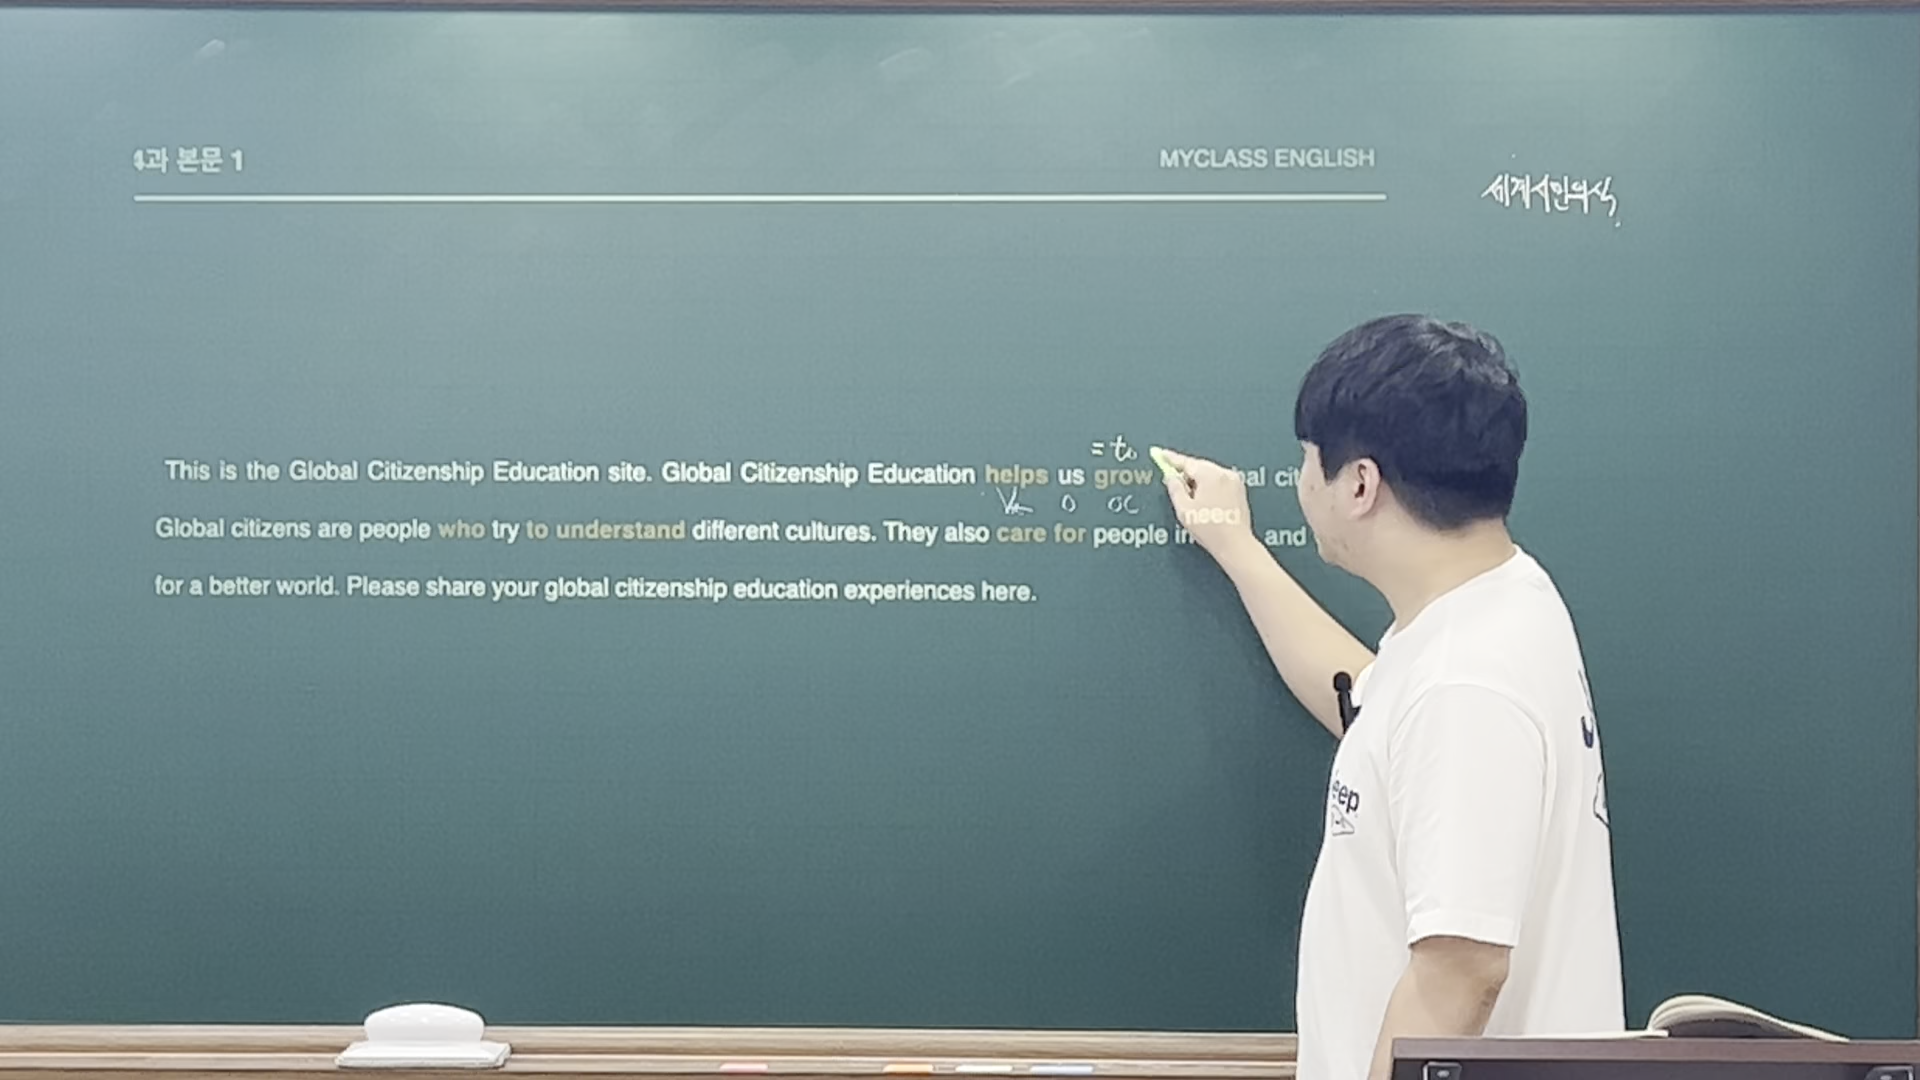 4과 본문 1
MYCLASS ENGLISH
세계시민의식
= to
This is the Global Citizenship Education site. Global Citizenship Education helps us grow
O OC
Global citizens are people who try to understand different cultures. They also care for people in need and
for a better world. Please share your global citizenship education experiences here.
eep